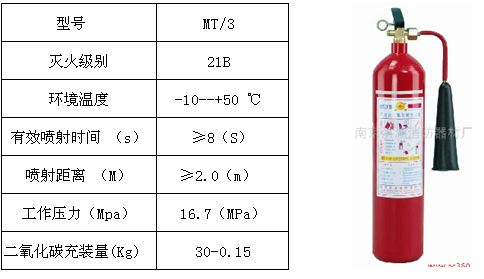 型号 MT/3
灭火级别 21B
环境温度 -10--+50 ℃
有效喷射时间 （s） ≥8（S）
喷射距离 （M） ≥2.0（m）
工作压力（Mpa） 16.7（MPa）
二氧化碳充装量(Kg) 30-0.15